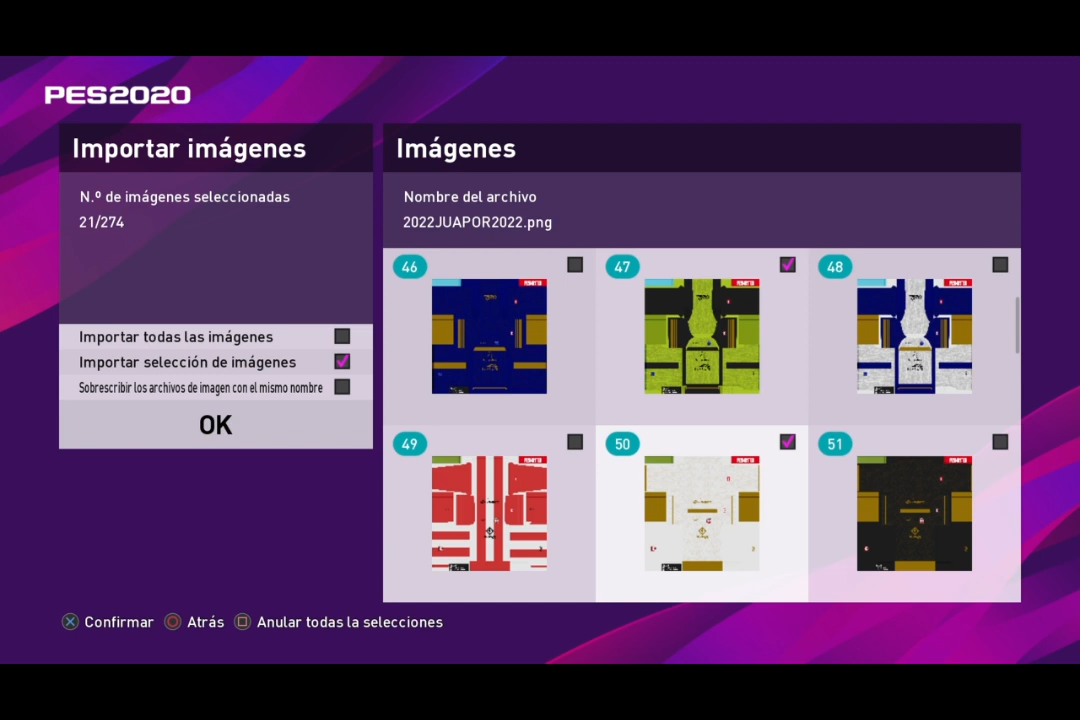 PES2020
Importar imágenes
N.º de imágenes seleccionadas
21/274
Importar todas las imágenes
Importar selección de imágenes
Sobrescribir los archivos de imagen con el mismo nombre
OK
Imágenes
Nombre del archivo
2022JUAPOR2022.png
46
47
48
49
50
51
Confirmar
Atrás
Anular todas la selecciones